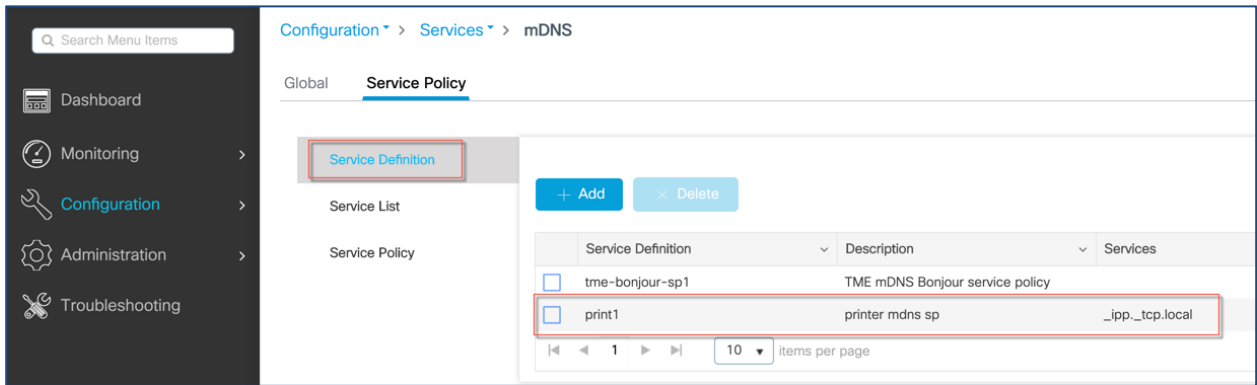 Search Menu Items
Dashboard
Monitoring
Configuration
Administration
Troubleshooting
Configuration > Services > mDNS
Global Service Policy
Service Definition
Service List
Service Policy
+ Add × Delete
Service Definition Description Services
tme-bonjour-sp1 TME mDNS Bonjour service policy
print1 printer mdns sp _ipp._tcp.local
1 10 items per page